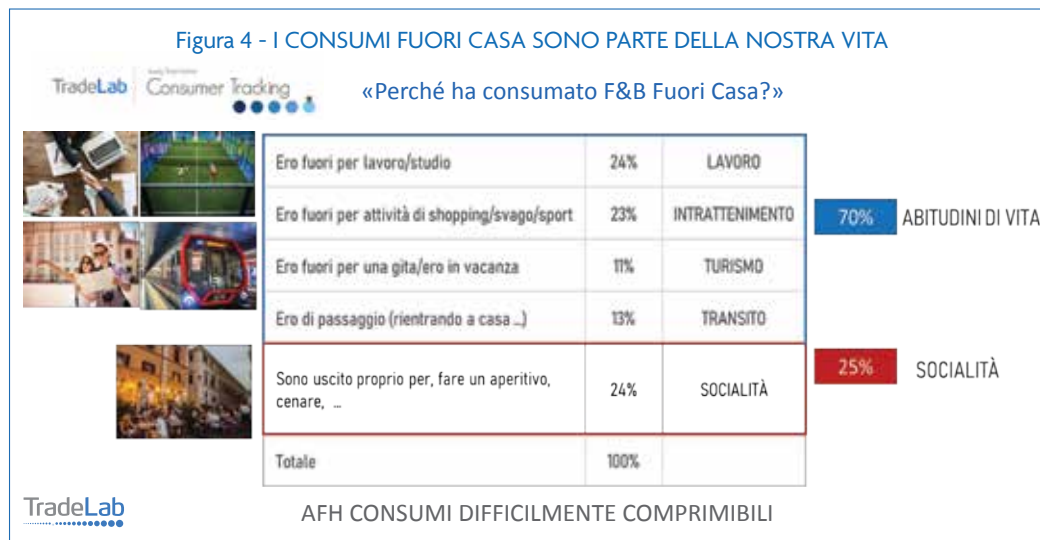 Figura 4 - I CONSUMI FUORI CASA SONO PARTE DELLA NOSTRA VITA
TradeLab
Consumer Tracking
«Perché ha consumato F&B Fuori Casa?»
Ero fuori per lavoro/studio 24% LAVORO
Ero fuori per attività di shopping/svago/sport 23% INTRATTENIMENTO
70% ABITUDINI DI VITA
Ero fuori per una gita/ero in vacanza 11% TURISMO
Ero di passaggio (rientrando a casa ...) 13% TRANSITO
Sono uscito proprio per, fare un aperitivo,
cenare, ... 24% SOCIALITÀ
25% SOCIALITÀ
Totale 100%
TradeLab
AFH CONSUMI DIFFICILMENTE COMPRIMIBILI